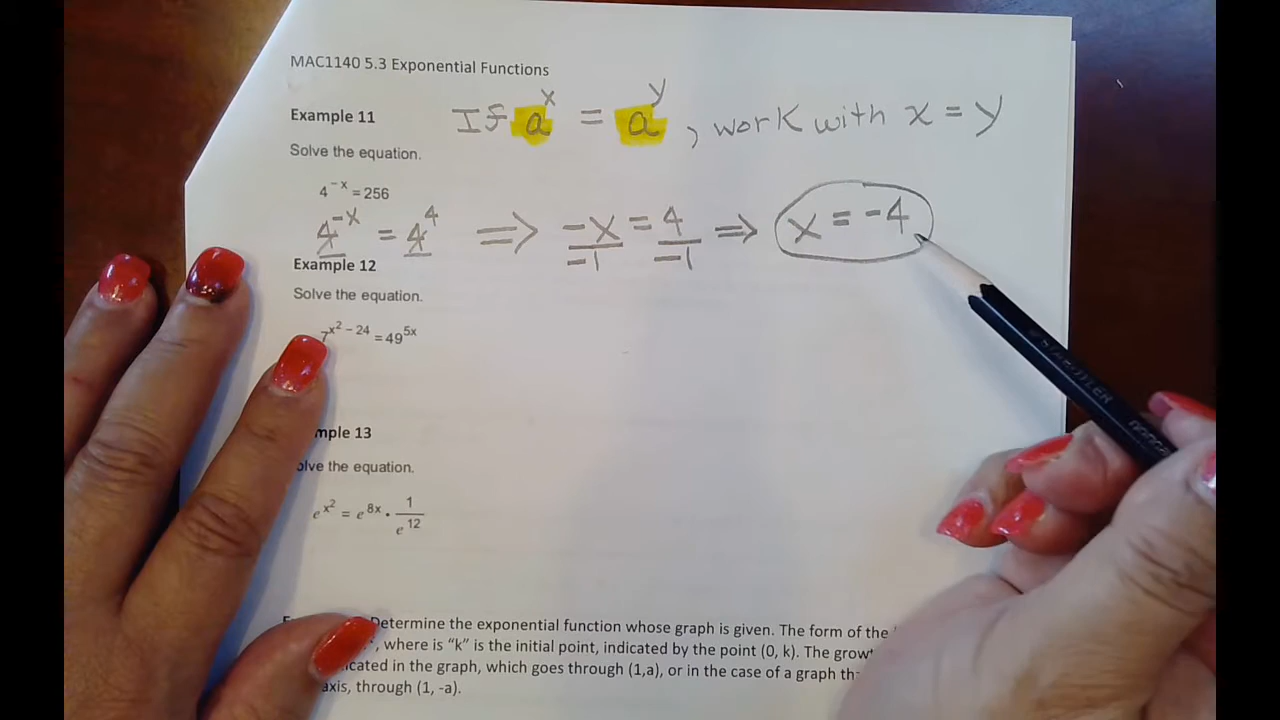 MAC1140 5.3 Exponential Functions
Example 11
If a^x = a^y, work with x = y
Solve the equation.
4^-x = 256
4^-x = 4^4 ⇒ -x/-1 = 4/-1 ⇒ x = -4
Example 12
Solve the equation.
7^x² - 24 = 49^5x
mple 13
olve the equation.
e^x² = e^8x · 1/e^12
Determine the exponential function whose graph is given. The form of the
, where is "k" is the initial point, indicated by the point (0, k). The growt
icated in the graph, which goes through (1,a), or in the case of a graph th
axis, through (1, -a).
STAEDTLER